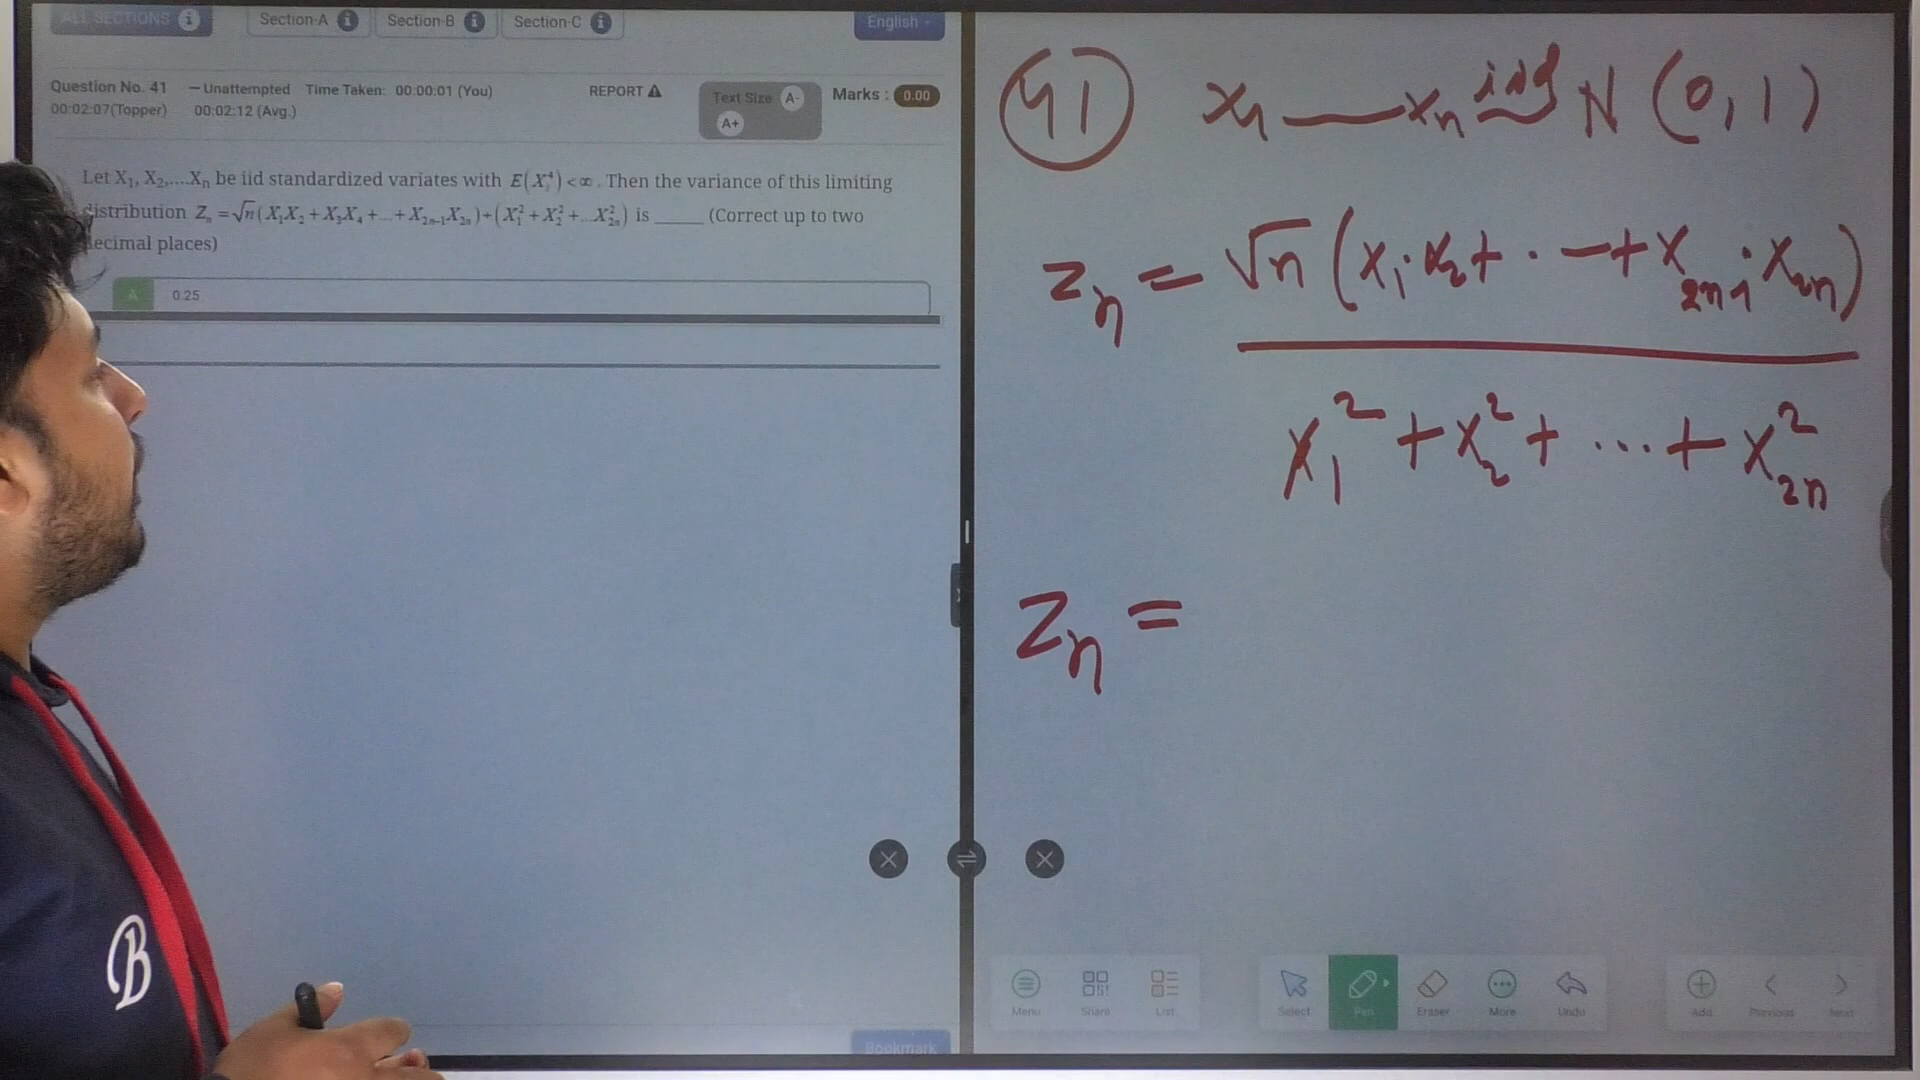 ALL SECTIONS Section-A Section-B Section-C English
Question No. 41 — Unattempted Time Taken: 00:00:01 (You) REPORT Text Size A- A+ Marks : 0.00
00:02:07(Topper) 00:02:12 (Avg.)
Let X₁, X₂,....Xₙ be iid standardized variates with E(X⁴) < ∞ . Then the variance of this limiting
distribution Zₙ = √n(X₁X₂ + X₃X₄ + ... + X₂ₙ₋₁X₂ₙ) ÷ (X₁² + X₂² + ...X₂ₙ²) is _____ (Correct up to two
decimal places)
A 0.25
Bookmark
41 x₁ — xₙ N (0, 1)
Zₙ = √n (X₁·X₂ + · — + X₂ₙ₋₁·X₂ₙ)
X₁² + X₂² + ... + X₂ₙ²
Zₙ =
Menu Share List Select Pen Eraser More Undo Add Previous Next
B